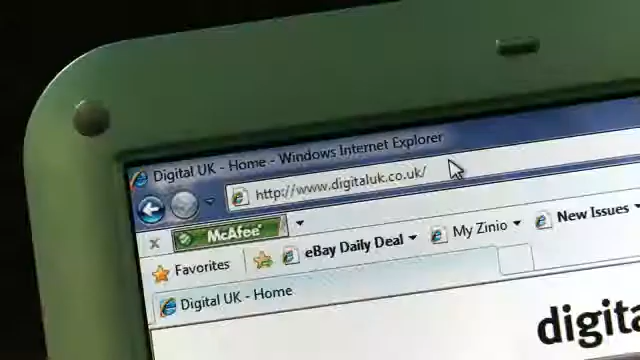 Digital UK - Home - Windows Internet Explorer
http://www.digitaluk.co.uk/
McAfee
Favorites
eBay Daily Deal
My Zinio
New Issues
Digital UK - Home
digita